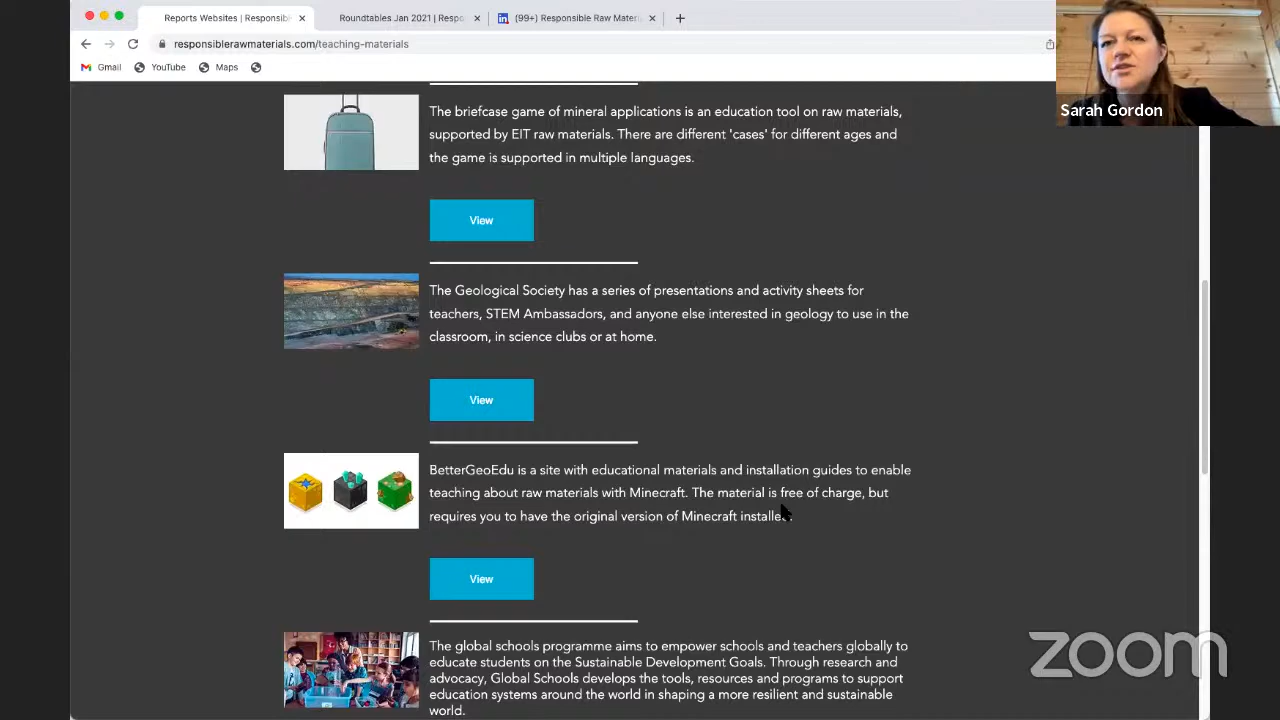 Reports Websites | Responsibl
Roundtables Jan 2021 | Respo
(99+) Responsible Raw Materi
responsiblerawmaterials.com/teaching-materials
Gmail
YouTube
Maps
Sarah Gordon
The briefcase game of mineral applications is an education tool on raw materials,
supported by EIT raw materials. There are different 'cases' for different ages and
the game is supported in multiple languages.
View
The Geological Society has a series of presentations and activity sheets for
teachers, STEM Ambassadors, and anyone else interested in geology to use in the
classroom, in science clubs or at home.
View
BetterGeoEdu is a site with educational materials and installation guides to enable
teaching about raw materials with Minecraft. The material is free of charge, but
requires you to have the original version of Minecraft installed.
View
The global schools programme aims to empower schools and teachers globally to
educate students on the Sustainable Development Goals. Through research and
advocacy, Global Schools develops the tools, resources and programs to support
education systems around the world in shaping a more resilient and sustainable
world.
zoom